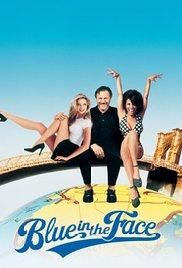 Blue in the Face